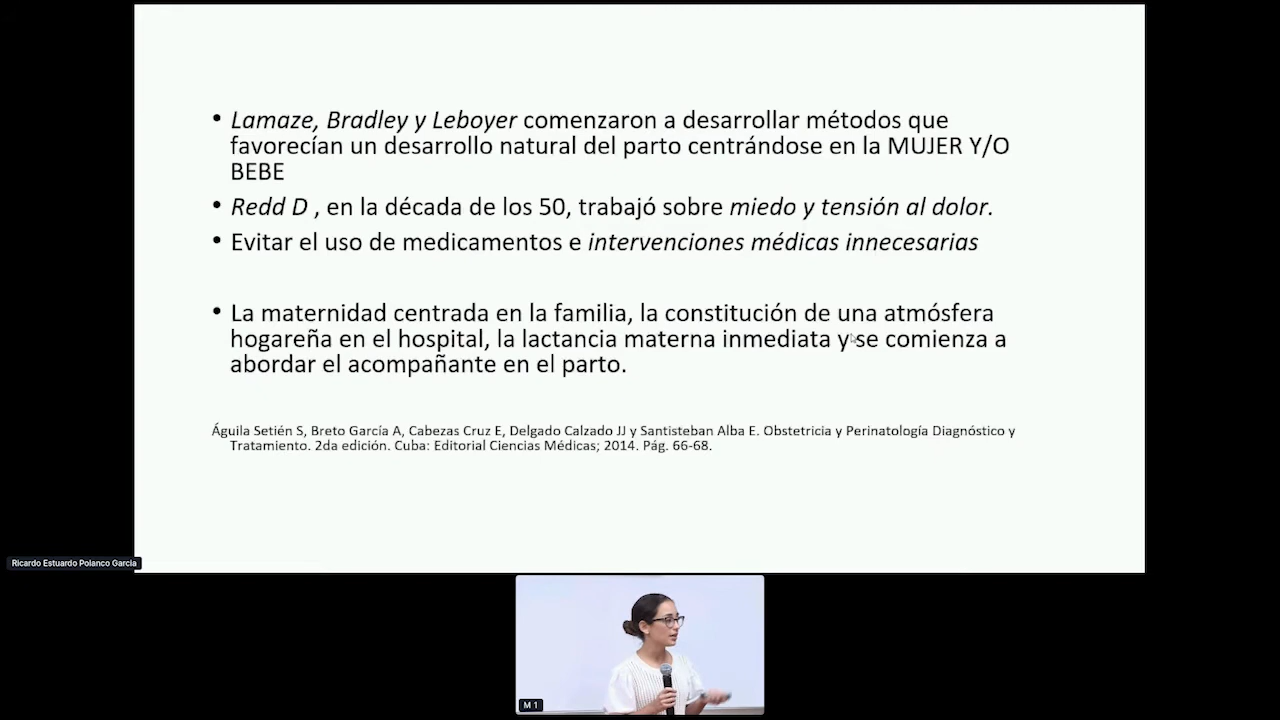 • Lamaze, Bradley y Leboyer comenzaron a desarrollar métodos que
favorecían un desarrollo natural del parto centrándose en la MUJER Y/O
BEBE
• Redd D , en la década de los 50, trabajó sobre miedo y tensión al dolor.
• Evitar el uso de medicamentos e intervenciones médicas innecesarias
• La maternidad centrada en la familia, la constitución de una atmósfera
hogareña en el hospital, la lactancia materna inmediata y se comienza a
abordar el acompañante en el parto.
Águila Setién S, Breto García A, Cabezas Cruz E, Delgado Calzado JJ y Santisteban Alba E. Obstetricia y Perinatología Diagnóstico y
Tratamiento. 2da edición. Cuba: Editorial Ciencias Médicas; 2014. Pág. 66-68.
Ricardo Estuardo Polanco Garcia
M 1